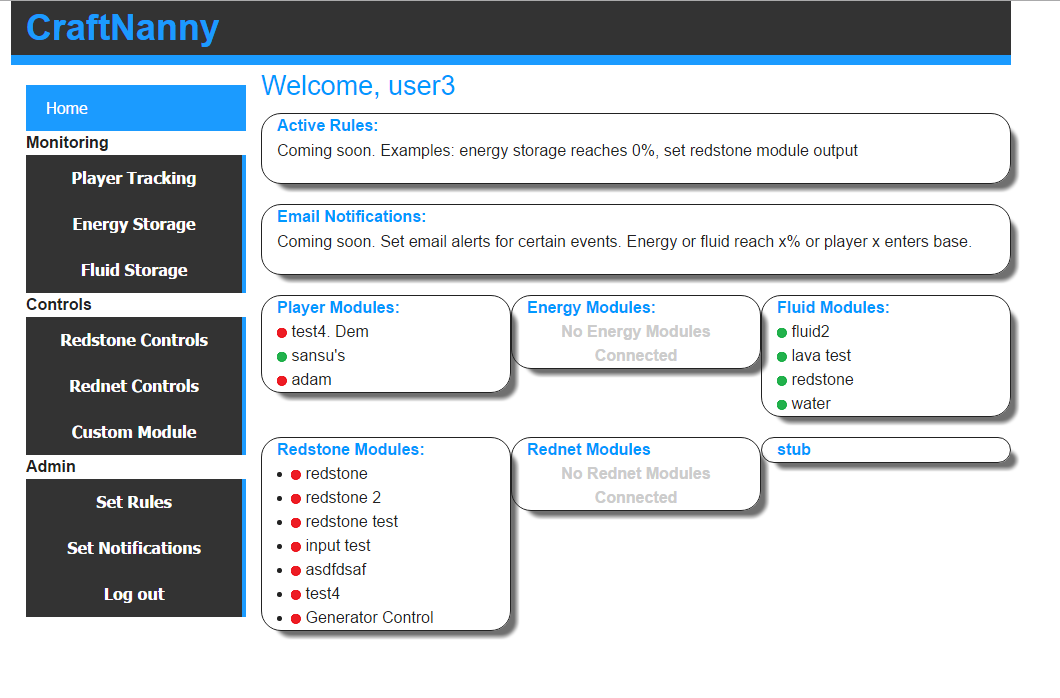 CraftNanny
Home
Monitoring
Player Tracking
Energy Storage
Fluid Storage
Controls
Redstone Controls
Rednet Controls
Custom Module
Admin
Set Rules
Set Notifications
Log out
Welcome, user3
Active Rules:
Coming soon. Examples: energy storage reaches 0%, set redstone module output
Email Notifications:
Coming soon. Set email alerts for certain events. Energy or fluid reach x% or player x enters base.
Player Modules:
test4. Dem
sansu's
adam
Energy Modules:
No Energy Modules
Connected
Fluid Modules:
fluid2
lava test
redstone
water
Redstone Modules:
redstone
redstone 2
redstone test
input test
asdfdsaf
test4
Generator Control
Rednet Modules
No Rednet Modules
Connected
stub